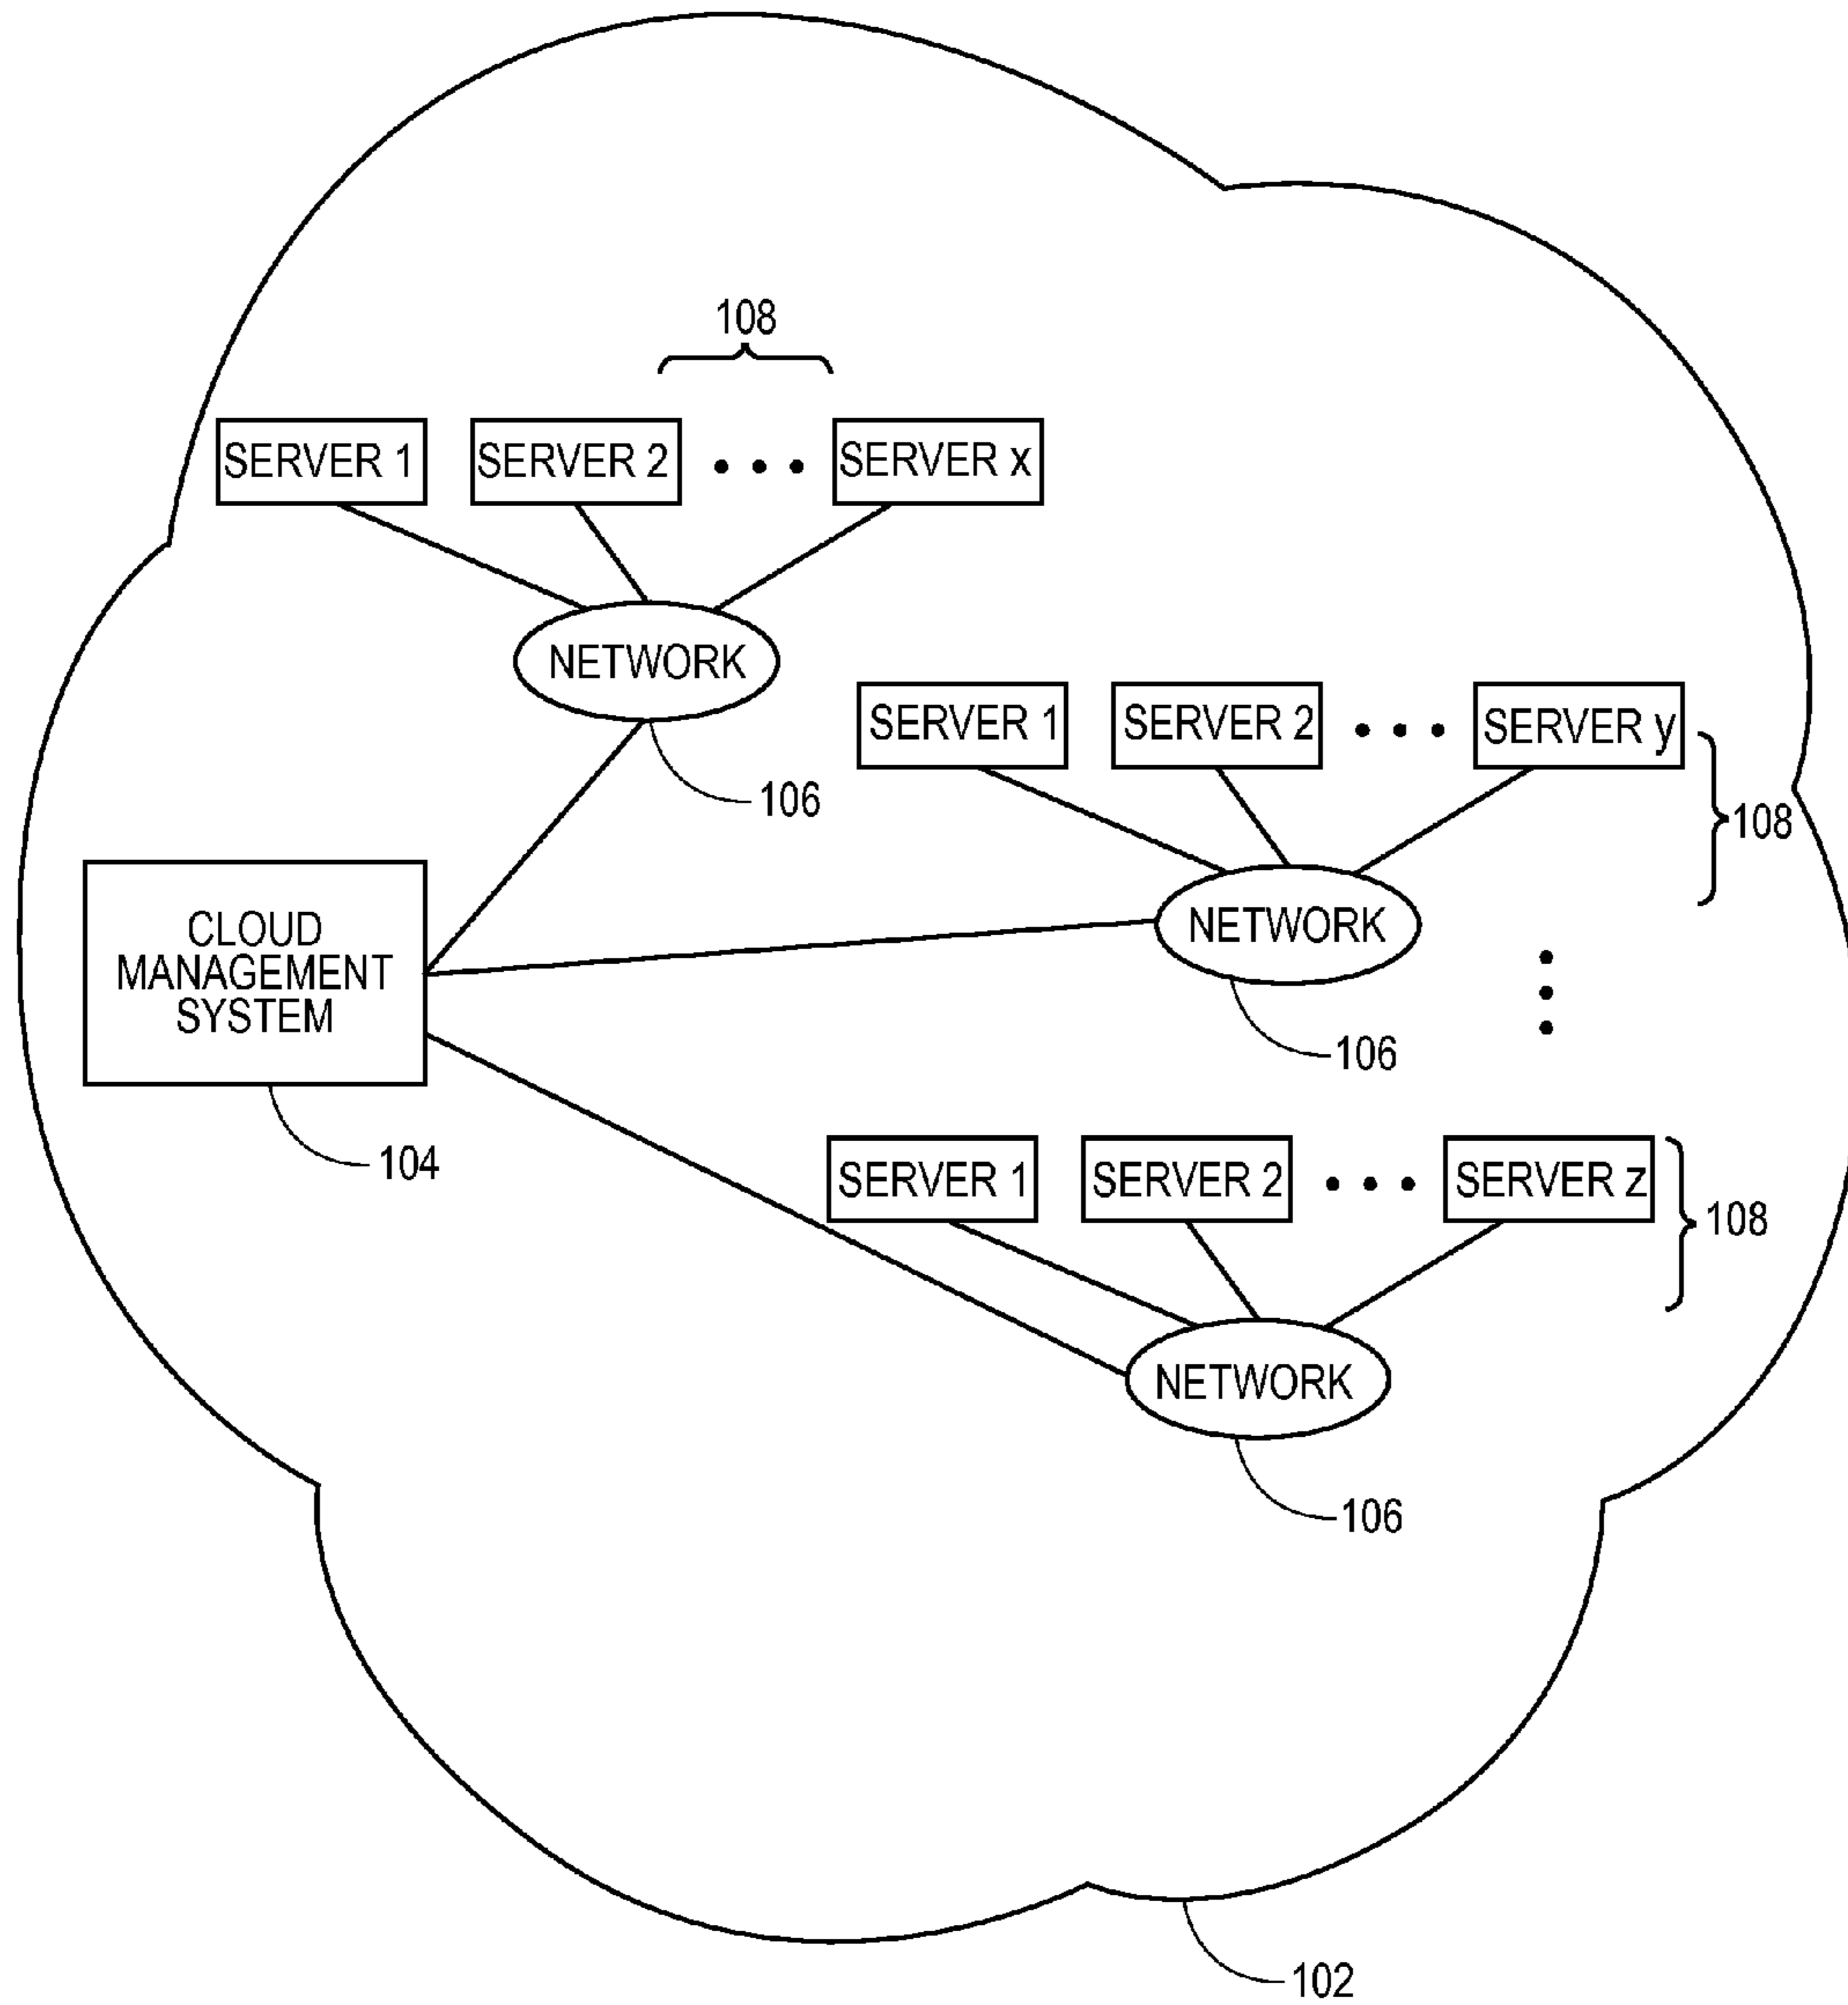 108
SERVER 1
SERVER 2
SERVER x
NETWORK
106
SERVER 1
SERVER 2
SERVER y
108
NETWORK
106
CLOUD
MANAGEMENT
SYSTEM
104
SERVER 1
SERVER 2
SERVER z
108
NETWORK
106
102